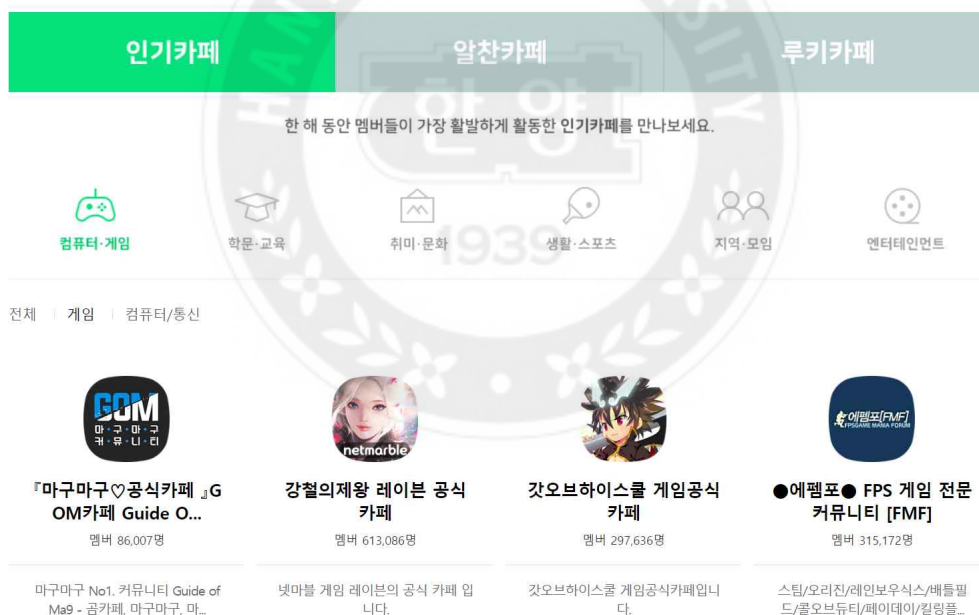 인기카페
알찬카페
루키카페
한 해 동안 멤버들이 가장 활발하게 활동한 인기카페를 만나보세요.
컴퓨터·게임
학문·교육
취미·문화
생활·스포츠
지역·모임
엔터테인먼트
전체
게임
컴퓨터/통신
GOM
마·구·마·구
커·뮤·니·티
netmarble
에펨포[FMF]
FPSGAME MANIA FORUM
『마구마구♡공식카페 』G
OM카페 Guide O...
멤버 86,007명
마구마구 No1. 커뮤니티 Guide of
Ma9 - 곰카페. 마구마구, 마...
강철의제왕 레이븐 공식
카페
멤버 613,086명
넷마블 게임 레이븐의 공식 카페 입
니다.
갓오브하이스쿨 게임공식
카페
멤버 297,636명
갓오브하이스쿨 게임공식카페입니
다.
●에펨포● FPS 게임 전문
커뮤니티 [FMF]
멤버 315,172명
스팀/오리진/레인보우식스/배틀필
드/콜오브듀티/페이데이/킬링플...
한양
1939